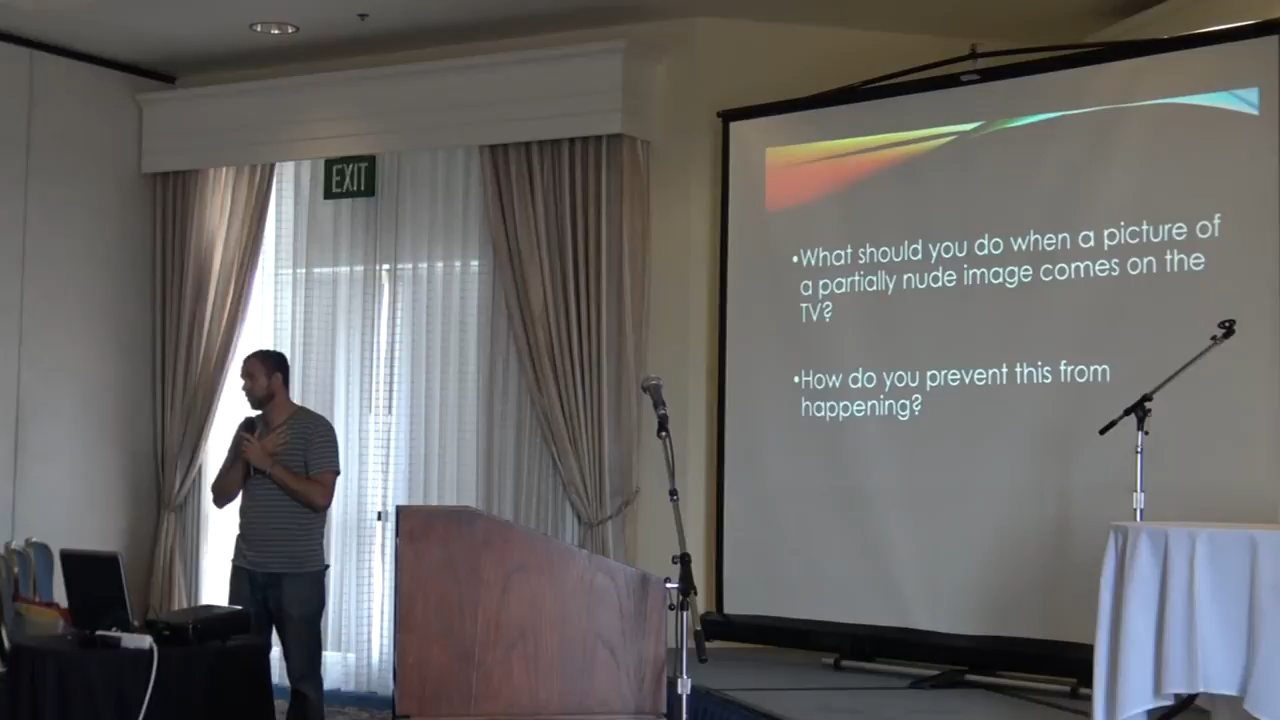 EXIT
•What should you do when a picture of
a partially nude image comes on the
TV?
•How do you prevent this from
happening?